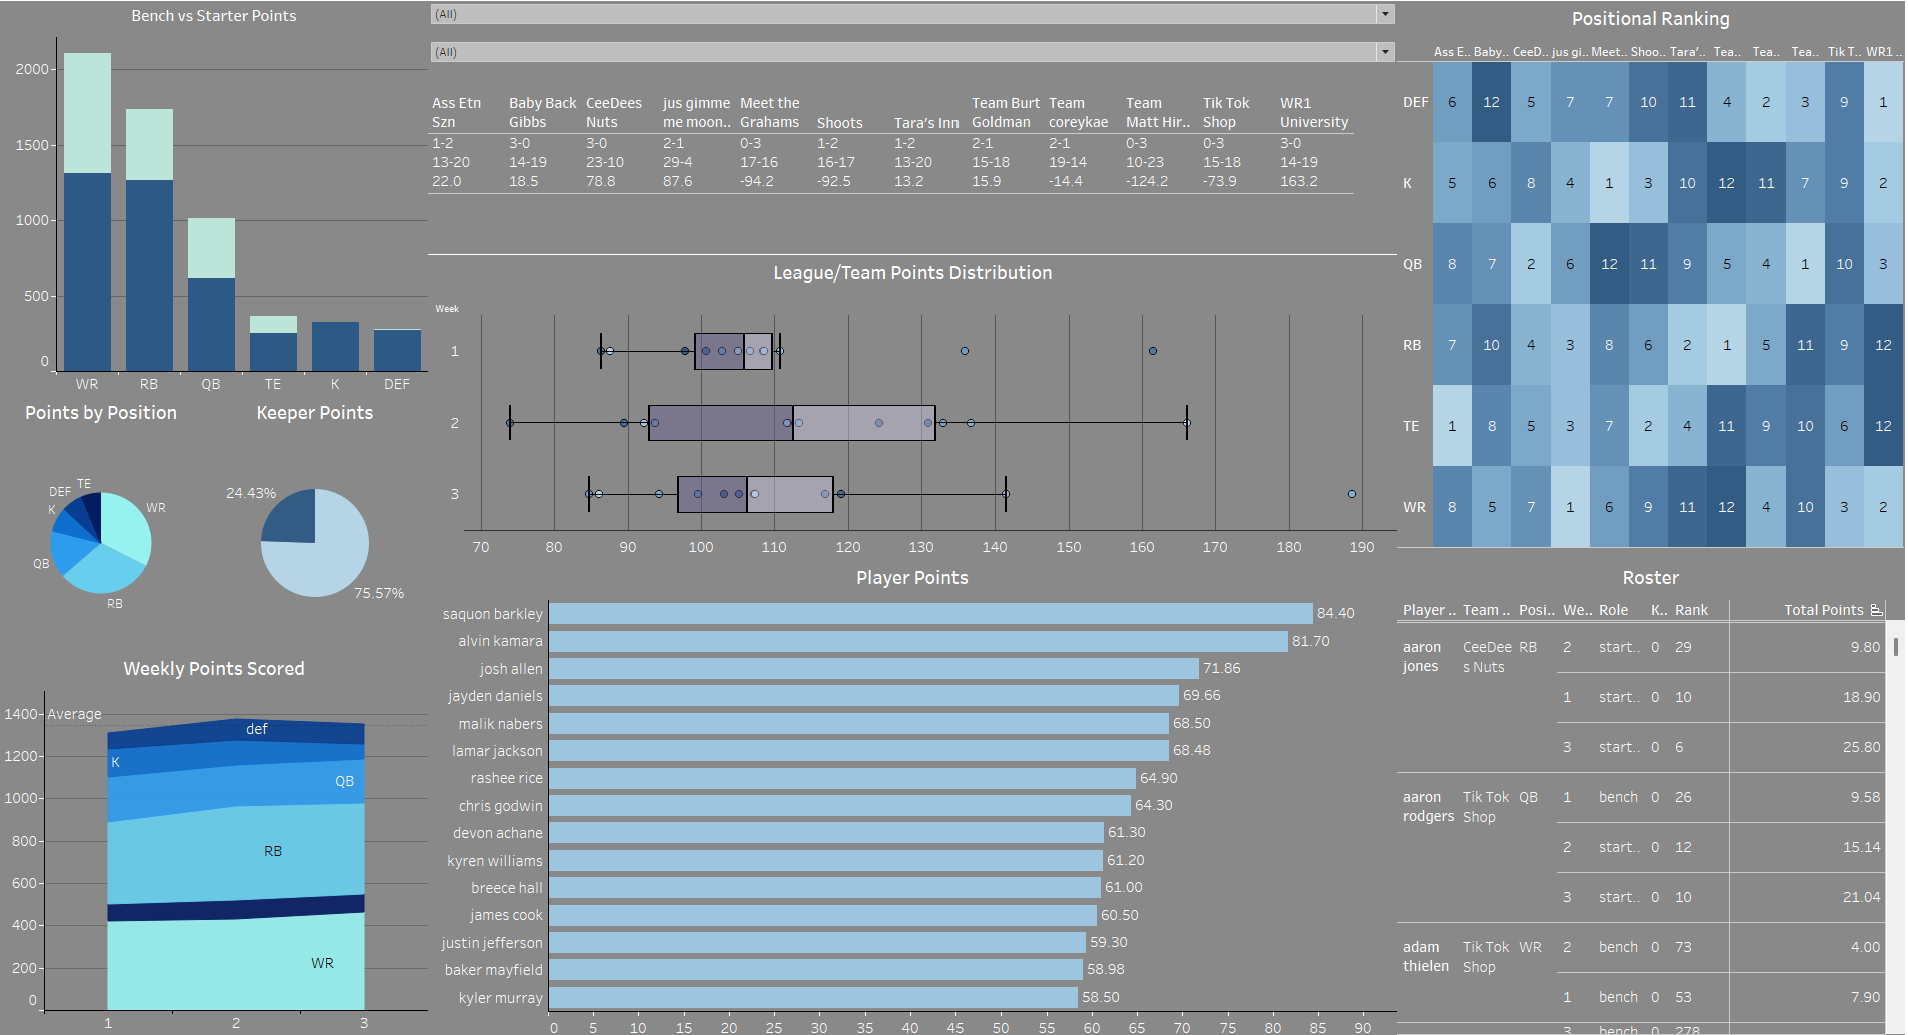 Bench vs Starter Points
2000
1500
1000
500
0
WR RB QB TE K DEF
(All)
(All)
Ass Etn Szn Baby Back Gibbs CeeDees Nuts jus gimme me moon.. Meet the Grahams Shoots Tara's Inn Team Burt Goldman Team coreykae Team Matt Hir.. Tik Tok Shop WR1 University
1-2 3-0 3-0 2-1 0-3 1-2 1-2 2-1 2-1 0-3 0-3 3-0
13-20 14-19 23-10 29-4 17-16 16-17 13-20 15-18 19-14 10-23 15-18 14-19
22.0 18.5 78.8 87.6 -94.2 -92.5 13.2 15.9 -14.4 -124.2 -73.9 163.2
Positional Ranking
Ass E.. Baby.. CeeD.. jus gi.. Meet.. Shoo.. Tara'.. Tea.. Tea.. Tea.. Tik T.. WR1 ..
DEF 6 12 5 7 7 10 11 4 2 3 9 1
K 5 6 8 4 1 3 10 12 11 7 9 2
QB 8 7 2 6 12 11 9 5 4 1 10 3
RB 7 10 4 3 8 6 2 1 5 11 9 12
TE 1 8 5 3 7 2 4 11 9 10 6 12
WR 8 5 7 1 6 9 11 12 4 10 3 2
League/Team Points Distribution
Week
1
2
3
70 80 90 100 110 120 130 140 150 160 170 180 190
Points by Position
TE
DEF
K
WR
QB
RB
Keeper Points
24.43%
75.57%
Weekly Points Scored
1400
1200
1000
800
600
400
200
0
Average
def
K
QB
RB
WR
1 2 3
Player Points
saquon barkley 84.40
alvin kamara 81.70
josh allen 71.86
jayden daniels 69.66
malik nabers 68.50
lamar jackson 68.48
rashee rice 64.90
chris godwin 64.30
devon achane 61.30
kyren williams 61.20
breece hall 61.00
james cook 60.50
justin jefferson 59.30
baker mayfield 58.98
kyler murray 58.50
0 5 10 15 20 25 30 35 40 45 50 55 60 65 70 75 80 85 90
Roster
Player .. Team .. Posi.. We.. Role K.. Rank Total Points
aaron jones CeeDee s Nuts RB 2 start.. 0 29 9.80
1 start.. 0 10 18.90
3 start.. 0 6 25.80
aaron rodgers Tik Tok Shop QB 1 bench 0 26 9.58
2 start.. 0 12 15.14
3 start.. 0 10 21.04
adam thielen Tik Tok Shop WR 2 bench 0 73 4.00
1 bench 0 53 7.90
3 bench 0 278